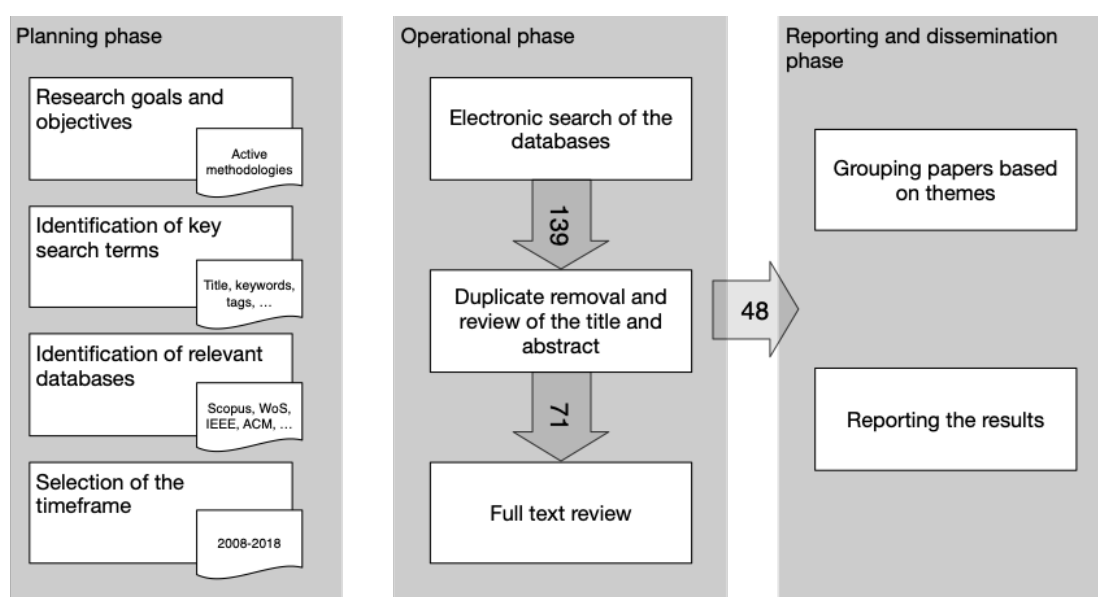 Planning phase
Research goals and
objectives
Active
methodologies
Identification of key
search terms
Title, keywords,
tags, ...
Identification of relevant
databases
Scopus, WoS,
IEEE, ACM, ...
Selection of the
timeframe
2008-2018
Operational phase
Electronic search of the
databases
139
Duplicate removal and
review of the title and
abstract
71
Full text review
48
Reporting and dissemination
phase
Grouping papers based
on themes
Reporting the results